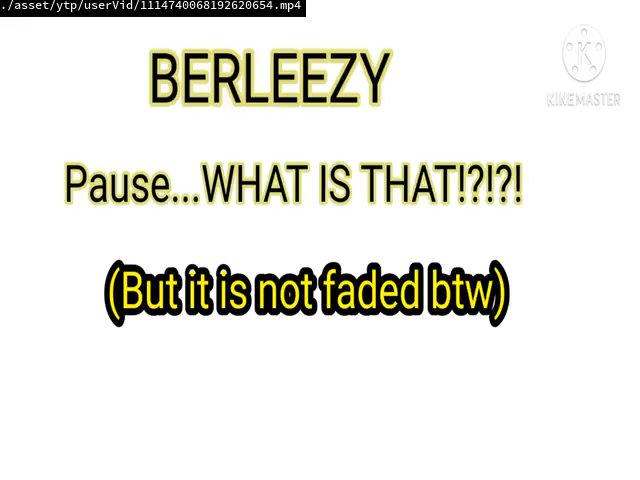 ./asset/ytp/userVid/1114740068192620654.mp4
BERLEEZY
K
KINEMASTER
Pause...WHAT IS THAT!?!?!
(But it is not faded btw)